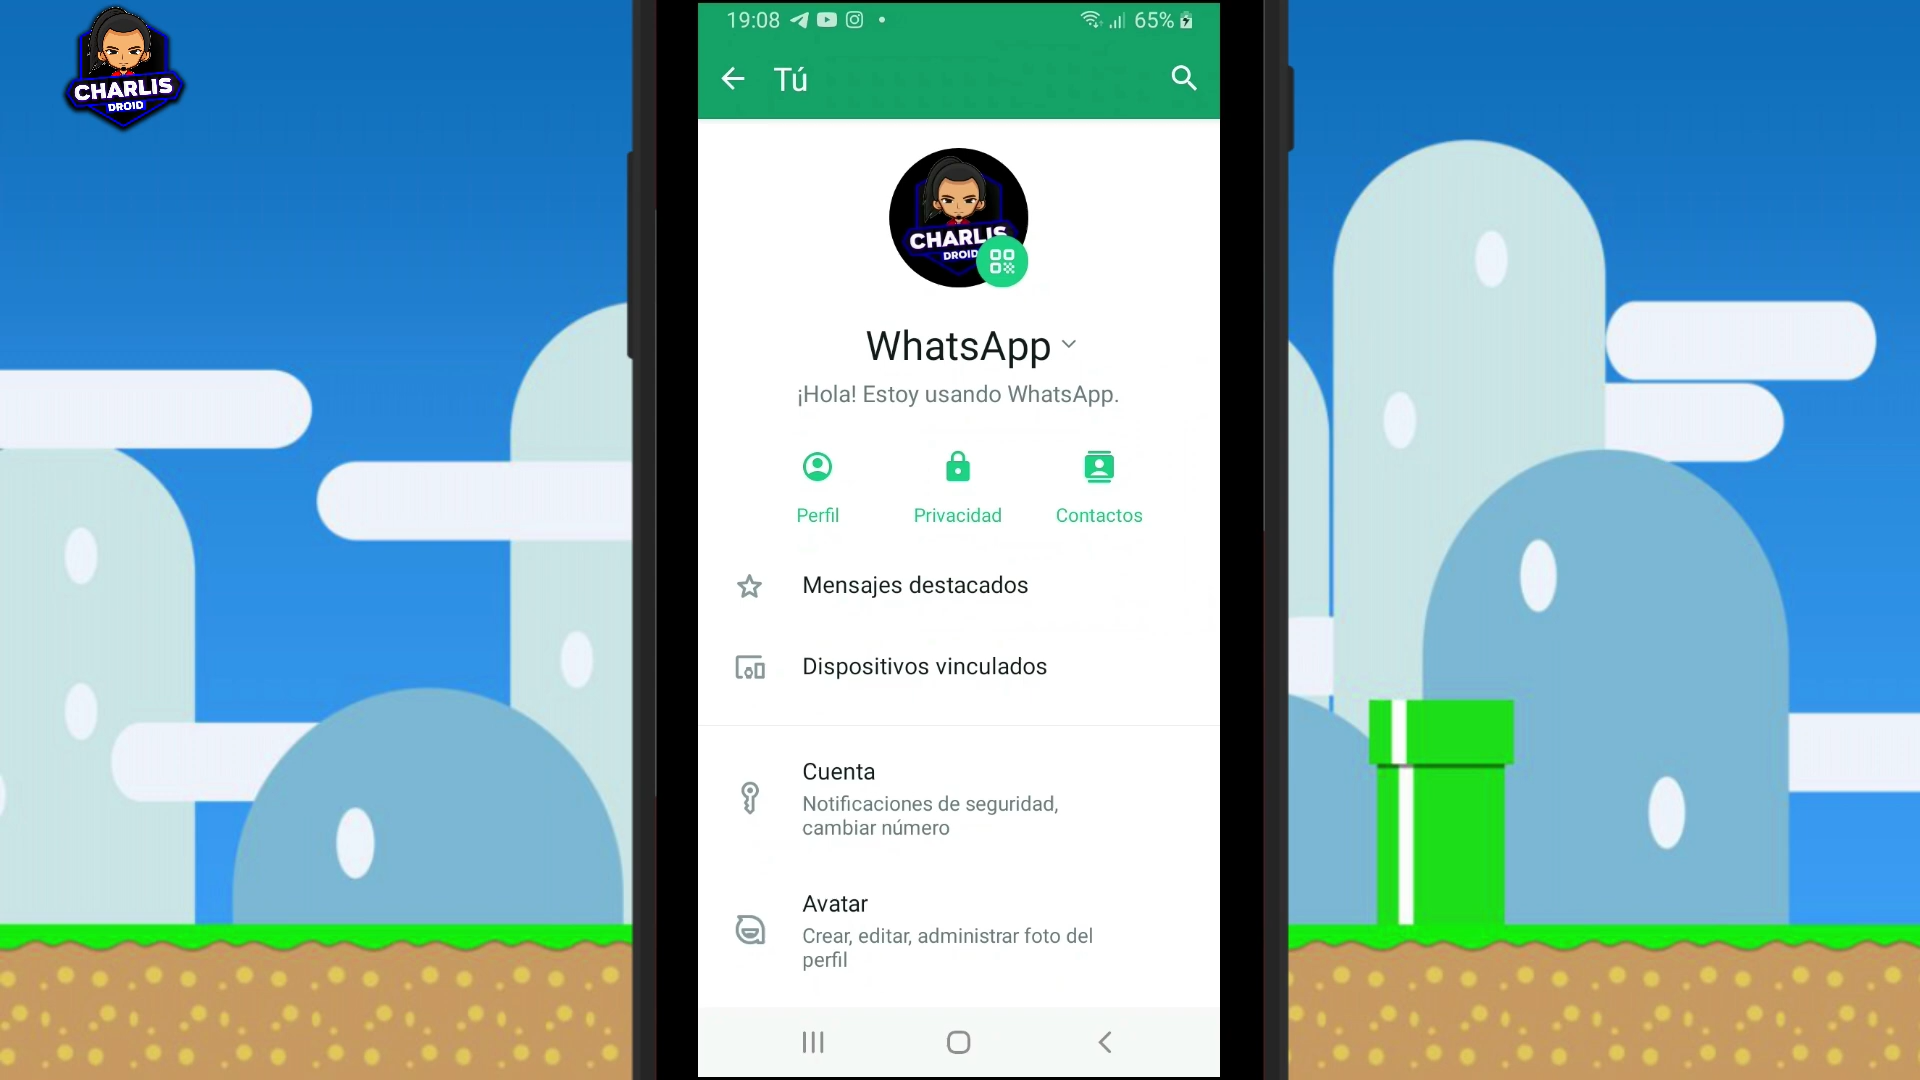 CHARLIS
DROID
19:08
65%
Tú
CHARLIS
DROID
WhatsApp
¡Hola! Estoy usando WhatsApp.
Perfil
Privacidad
Contactos
Mensajes destacados
Dispositivos vinculados
Cuenta
Notificaciones de seguridad,
cambiar número
Avatar
Crear, editar, administrar foto del
perfil